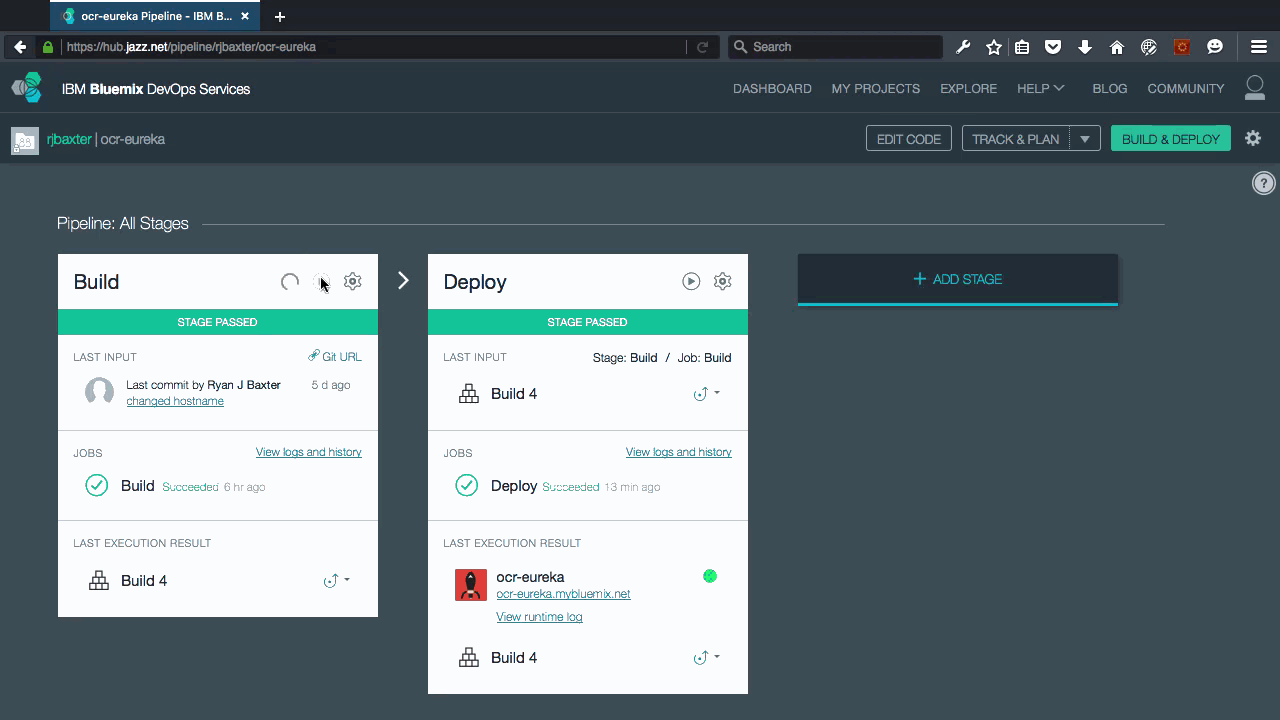 ocr-eureka Pipeline - IBM B...
https://hub.jazz.net/pipeline/rjbaxter/ocr-eureka
Search
IBM Bluemix DevOps Services
DASHBOARD MY PROJECTS EXPLORE HELP BLOG COMMUNITY
rjbaxter | ocr-eureka
EDIT CODE TRACK & PLAN BUILD & DEPLOY
?
Pipeline: All Stages
Build
STAGE PASSED
LAST INPUT Git URL
Last commit by Ryan J Baxter 5 d ago
changed hostname
JOBS View logs and history
Build Succeeded 6 hr ago
LAST EXECUTION RESULT
Build 4
Deploy
STAGE PASSED
LAST INPUT Stage: Build / Job: Build
Build 4
JOBS View logs and history
Deploy Succeeded 13 min ago
LAST EXECUTION RESULT
ocr-eureka
ocr-eureka.mybluemix.net
View runtime log
Build 4
+ ADD STAGE